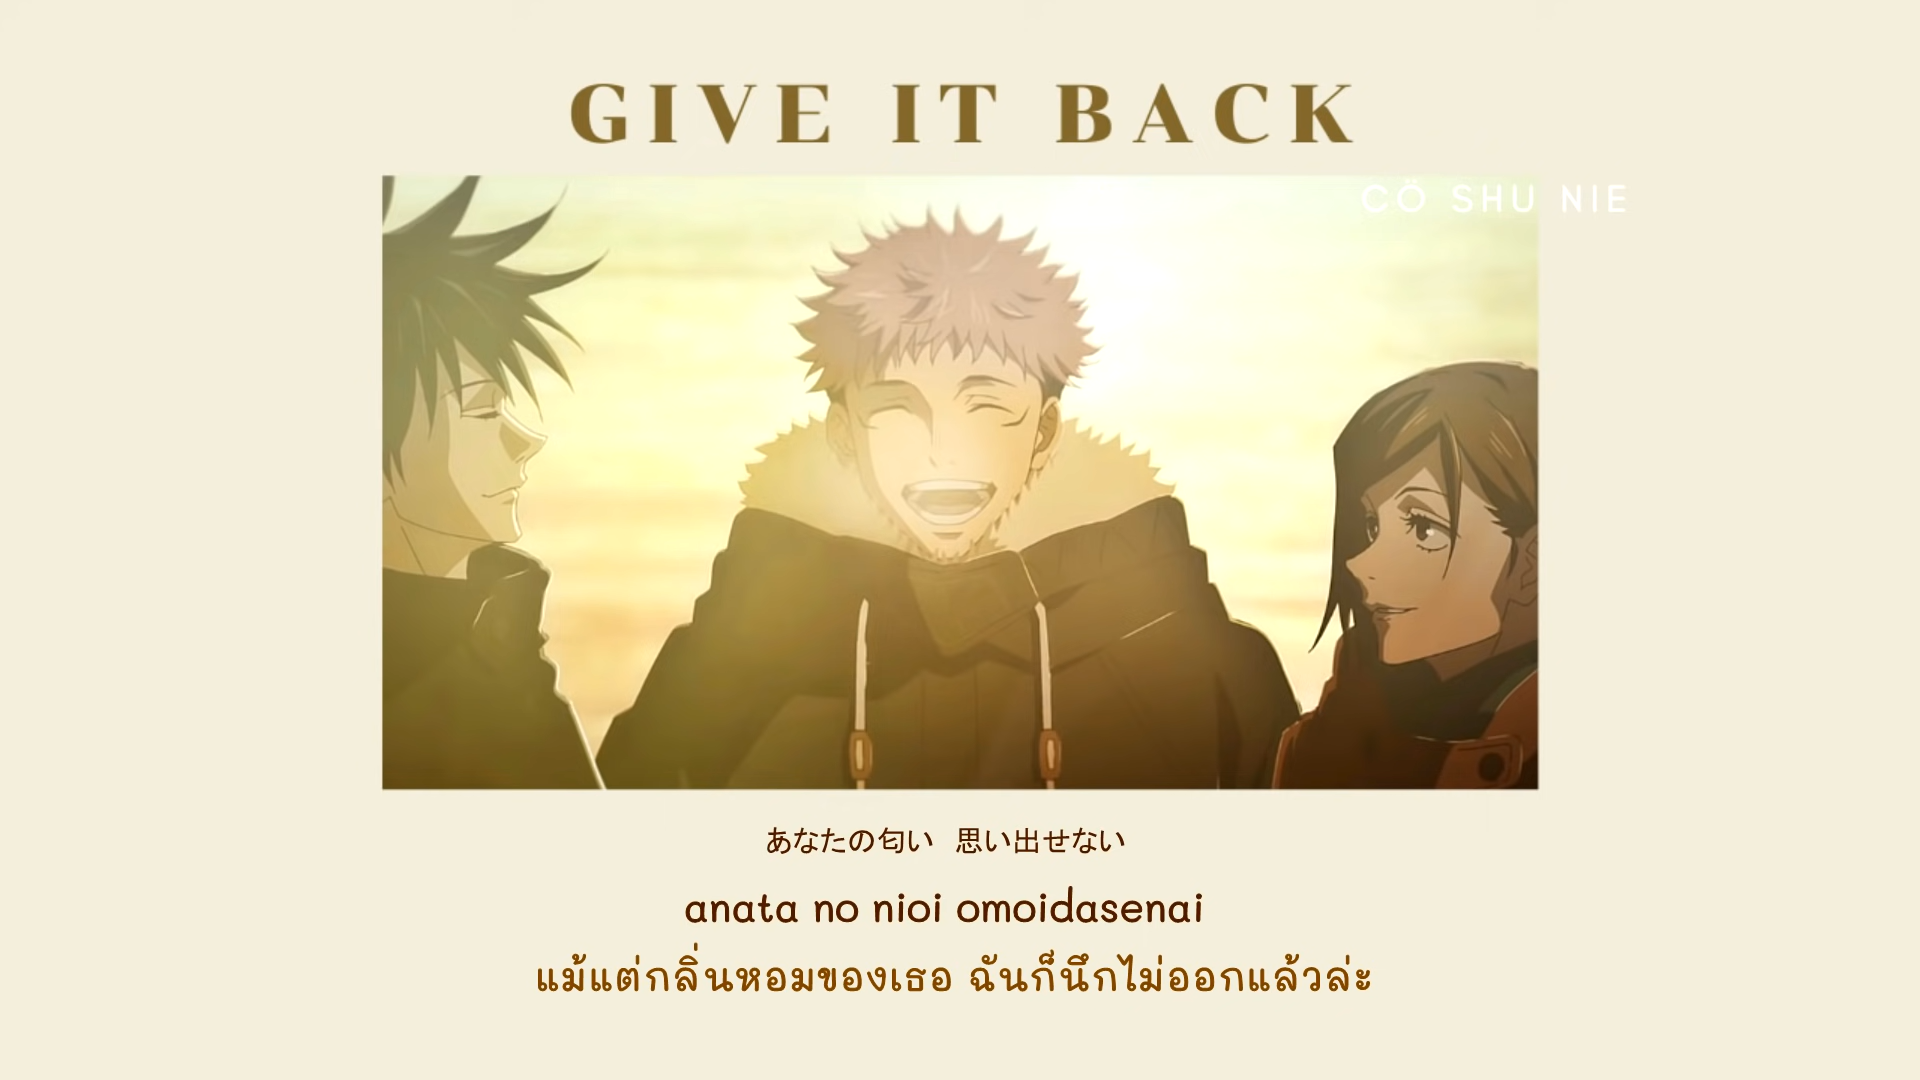 GIVE IT BACK
CÖ SHU NIE
あなたの匂い 思い出せない
anata no nioi omoidasenai
แม้แต่กลิ่นหอมของเธอ ฉันก็นึกไม่ออกแล้วล่ะ